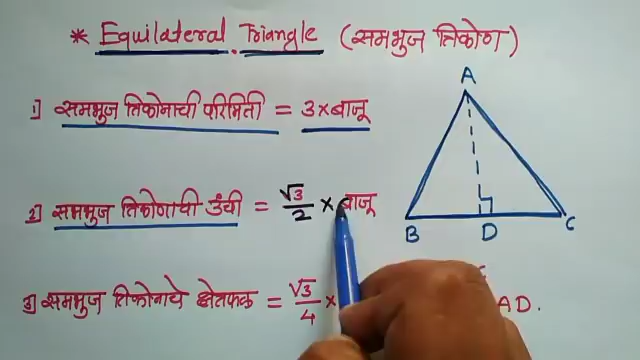 * Equilateral Triangle (समभुज त्रिकोण)
1] समभुज त्रिकोनाची परिमिती = 3 × बाजू
2] समभुज त्रिकोणाची उंची = √3/2 × बाजू
3] समभुज त्रिकोनाचे क्षेत्रफळ = √3/4 ×
AD.
A
B
D
C